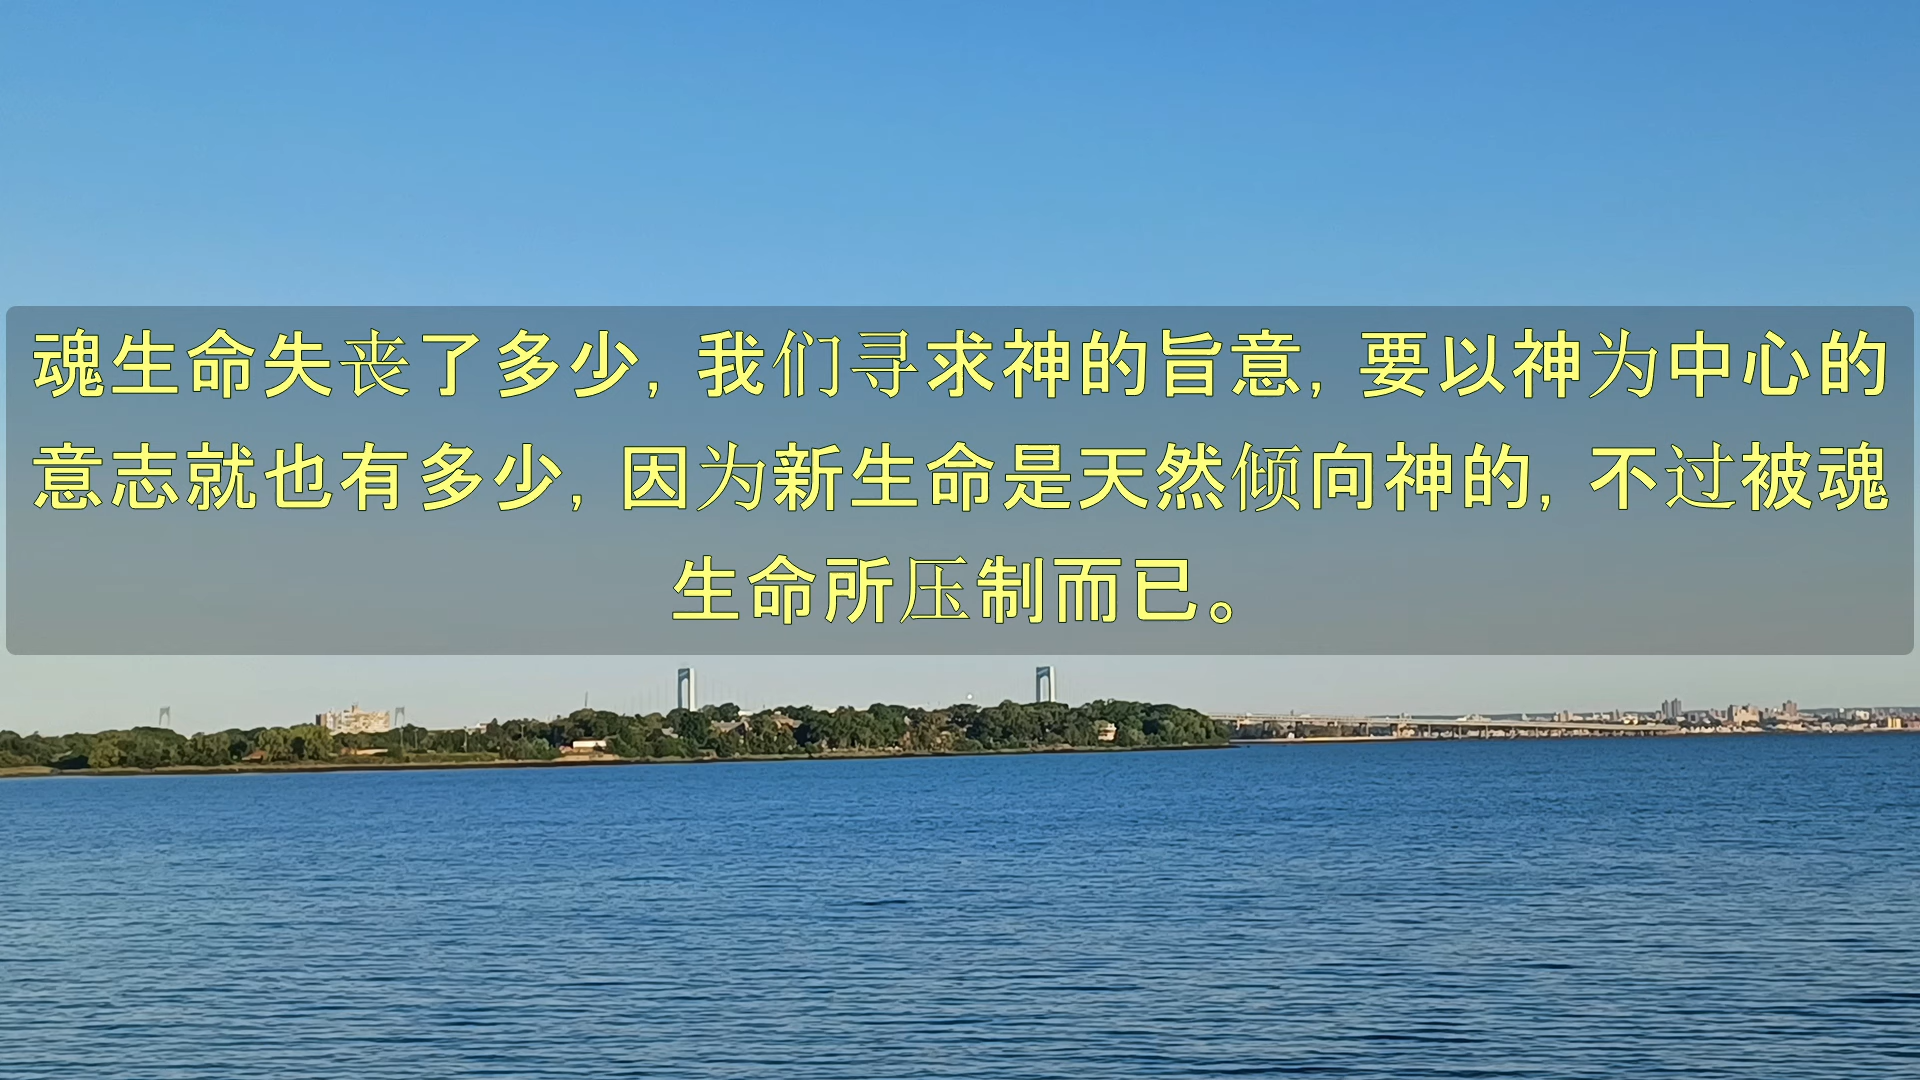 魂生命失丧了多少, 我们寻求神的旨意, 要以神为中心的
意志就也有多少, 因为新生命是天然倾向神的, 不过被魂
生命所压制而已。